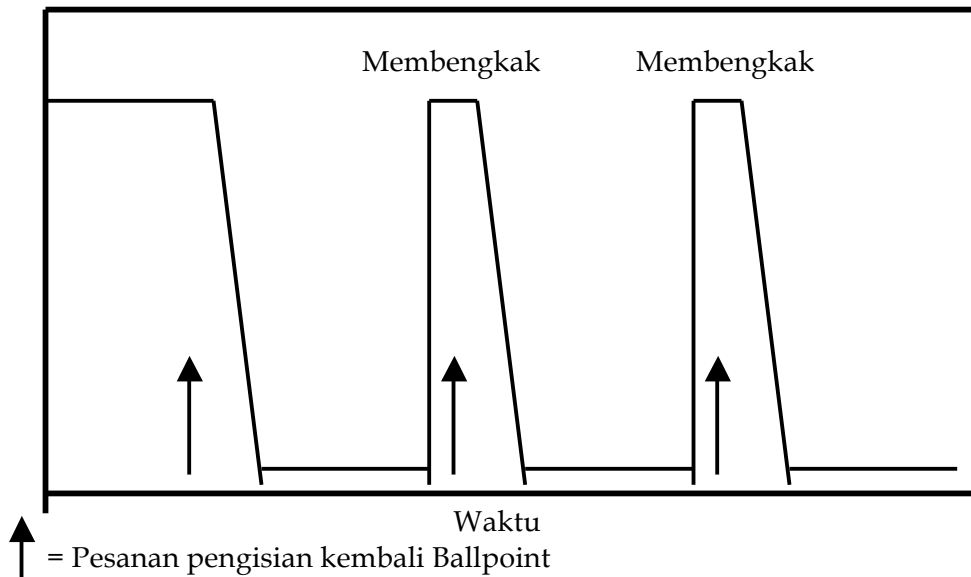 Membengkak Membengkak
Waktu
= Pesanan pengisian kembali Ballpoint